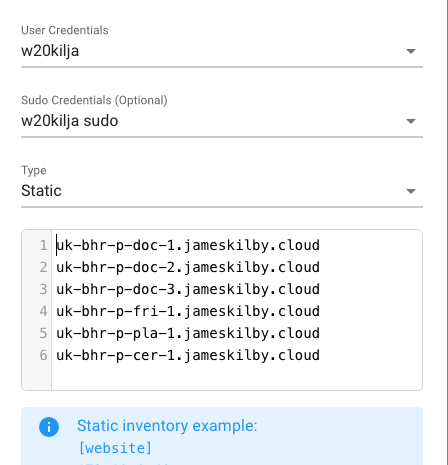 User Credentials
w20kilja
Sudo Credentials (Optional)
w20kilja sudo
Type
Static
1 uk-bhr-p-doc-1.jameskilby.cloud
2 uk-bhr-p-doc-2.jameskilby.cloud
3 uk-bhr-p-doc-3.jameskilby.cloud
4 uk-bhr-p-fri-1.jameskilby.cloud
5 uk-bhr-p-pla-1.jameskilby.cloud
6 uk-bhr-p-cer-1.jameskilby.cloud
Static inventory example:
[website]